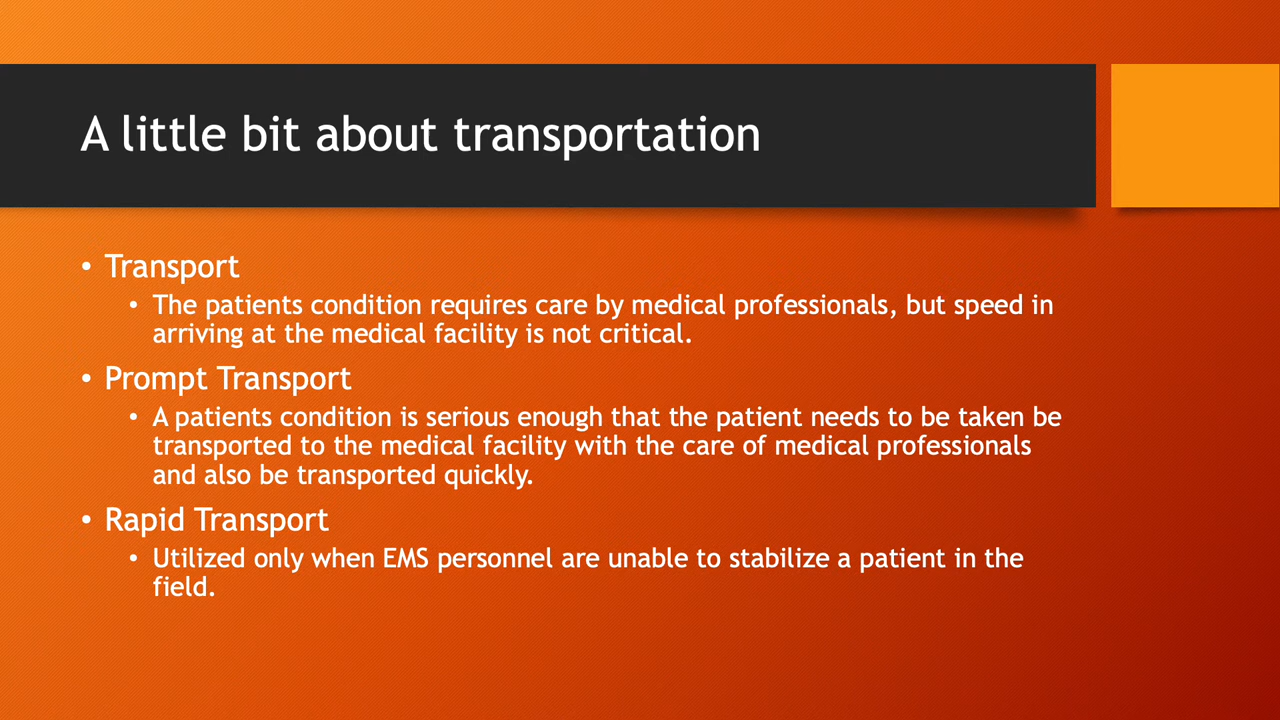 A little bit about transportation
• Transport
• The patients condition requires care by medical professionals, but speed in
arriving at the medical facility is not critical.
• Prompt Transport
• A patients condition is serious enough that the patient needs to be taken be
transported to the medical facility with the care of medical professionals
and also be transported quickly.
• Rapid Transport
• Utilized only when EMS personnel are unable to stabilize a patient in the
field.